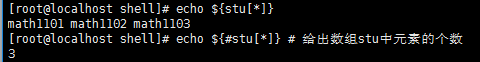 [root@localhost shell]# echo ${stu[*]}
math1101 math1102 math1103
[root@localhost shell]# echo ${#stu[*]} # 给出数组stu中元素的个数
3